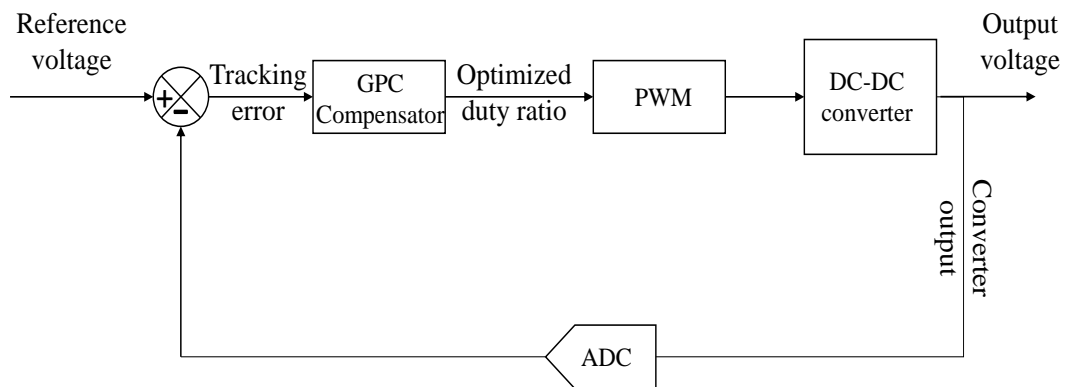 Reference
voltage
Tracking
error
GPC
Compensator
Optimized
duty ratio
PWM
DC-DC
converter
Output
voltage
+
-
Converter
output
ADC